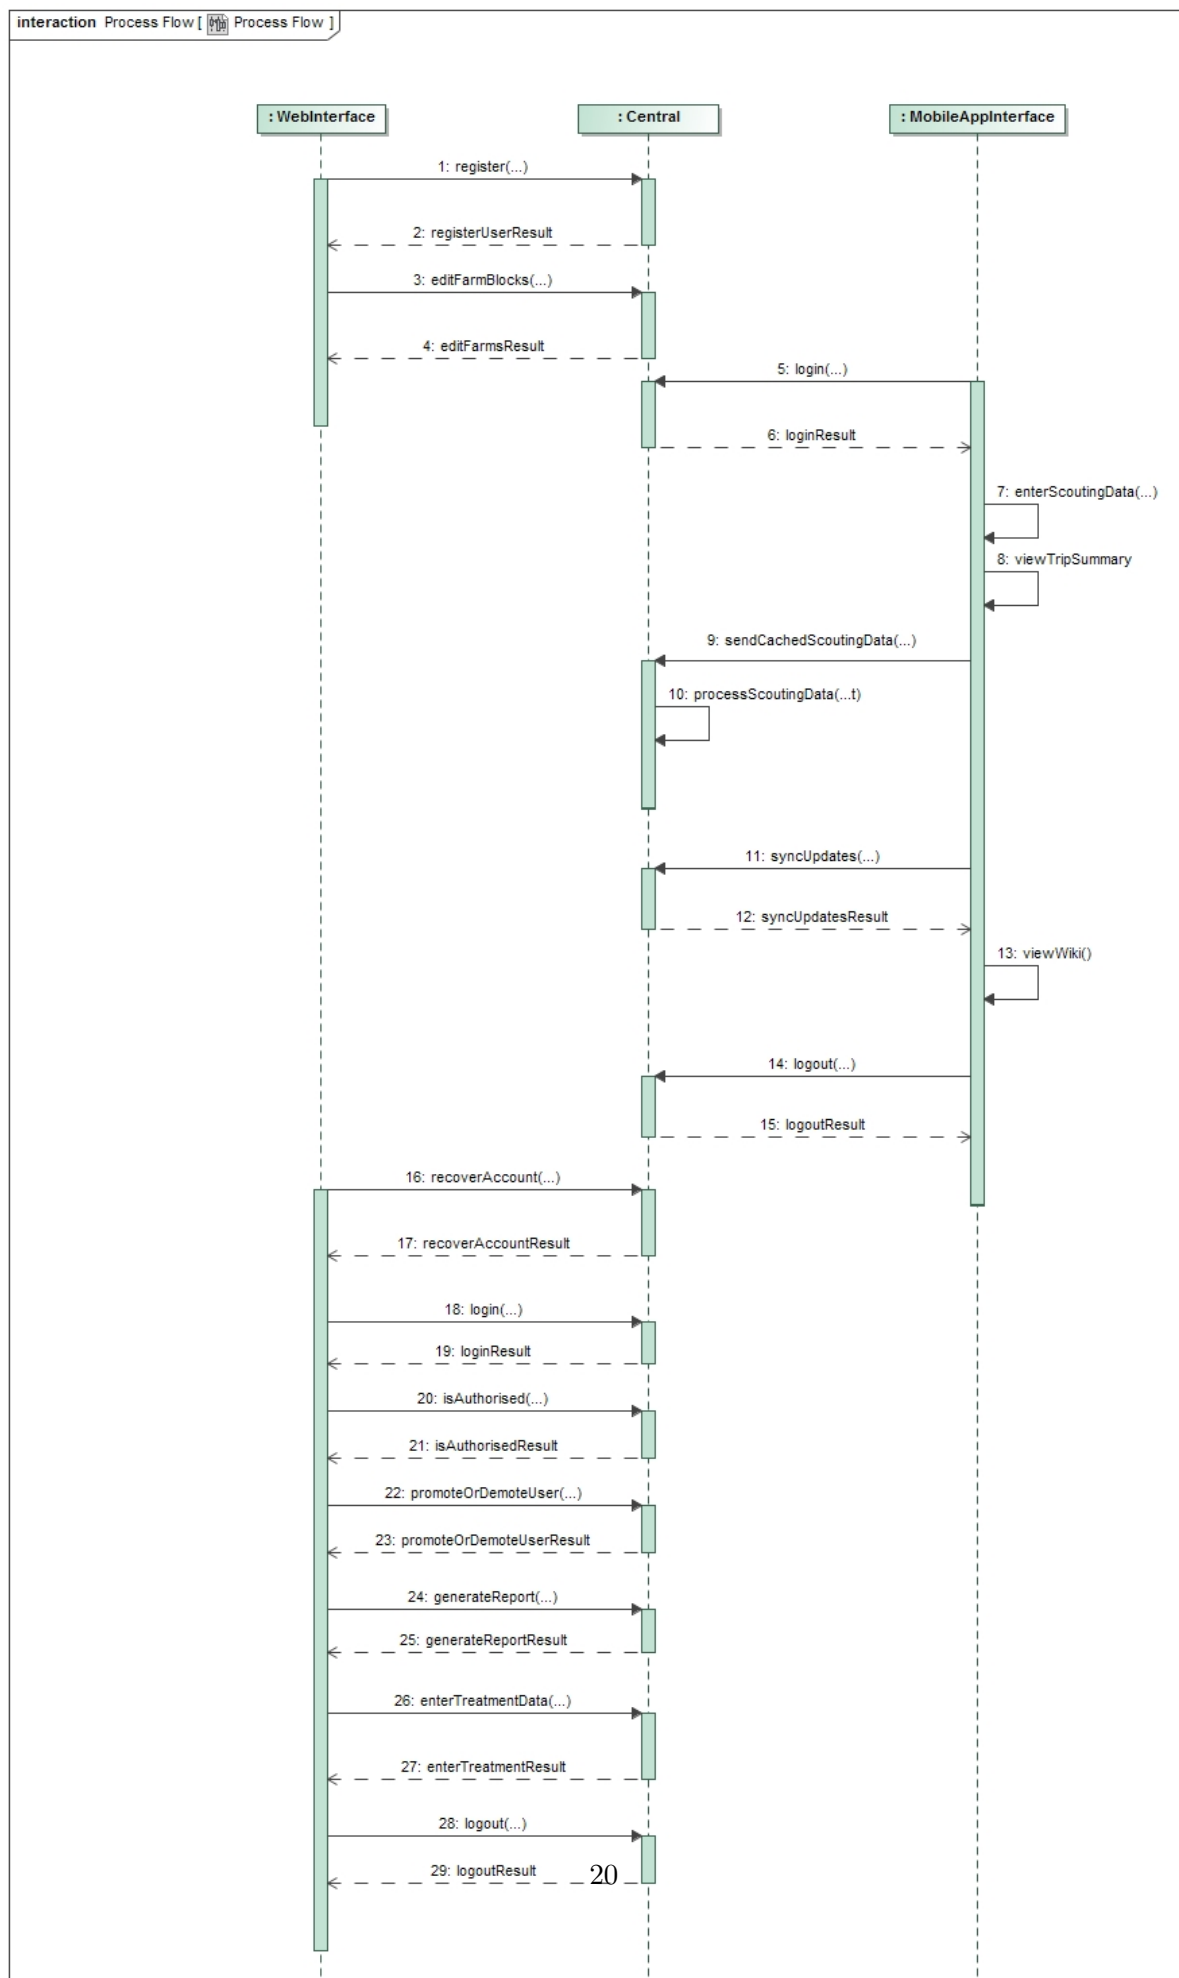 interaction Process Flow [ Process Flow ]
: WebInterface
: Central
: MobileAppInterface
1: register(...)
2: registerUserResult
3: editFarmBlocks(...)
4: editFarmsResult
5: login(...)
6: loginResult
7: enterScoutingData(...)
8: viewTripSummary
9: sendCachedScoutingData(...)
10: processScoutingData(...t)
11: syncUpdates(...)
12: syncUpdatesResult
13: viewWiki()
14: logout(...)
15: logoutResult
16: recoverAccount(...)
17: recoverAccountResult
18: login(...)
19: loginResult
20: isAuthorised(...)
21: isAuthorisedResult
22: promoteOrDemoteUser(...)
23: promoteOrDemoteUserResult
24: generateReport(...)
25: generateReportResult
26: enterTreatmentData(...)
27: enterTreatmentResult
28: logout(...)
29: logoutResult
20